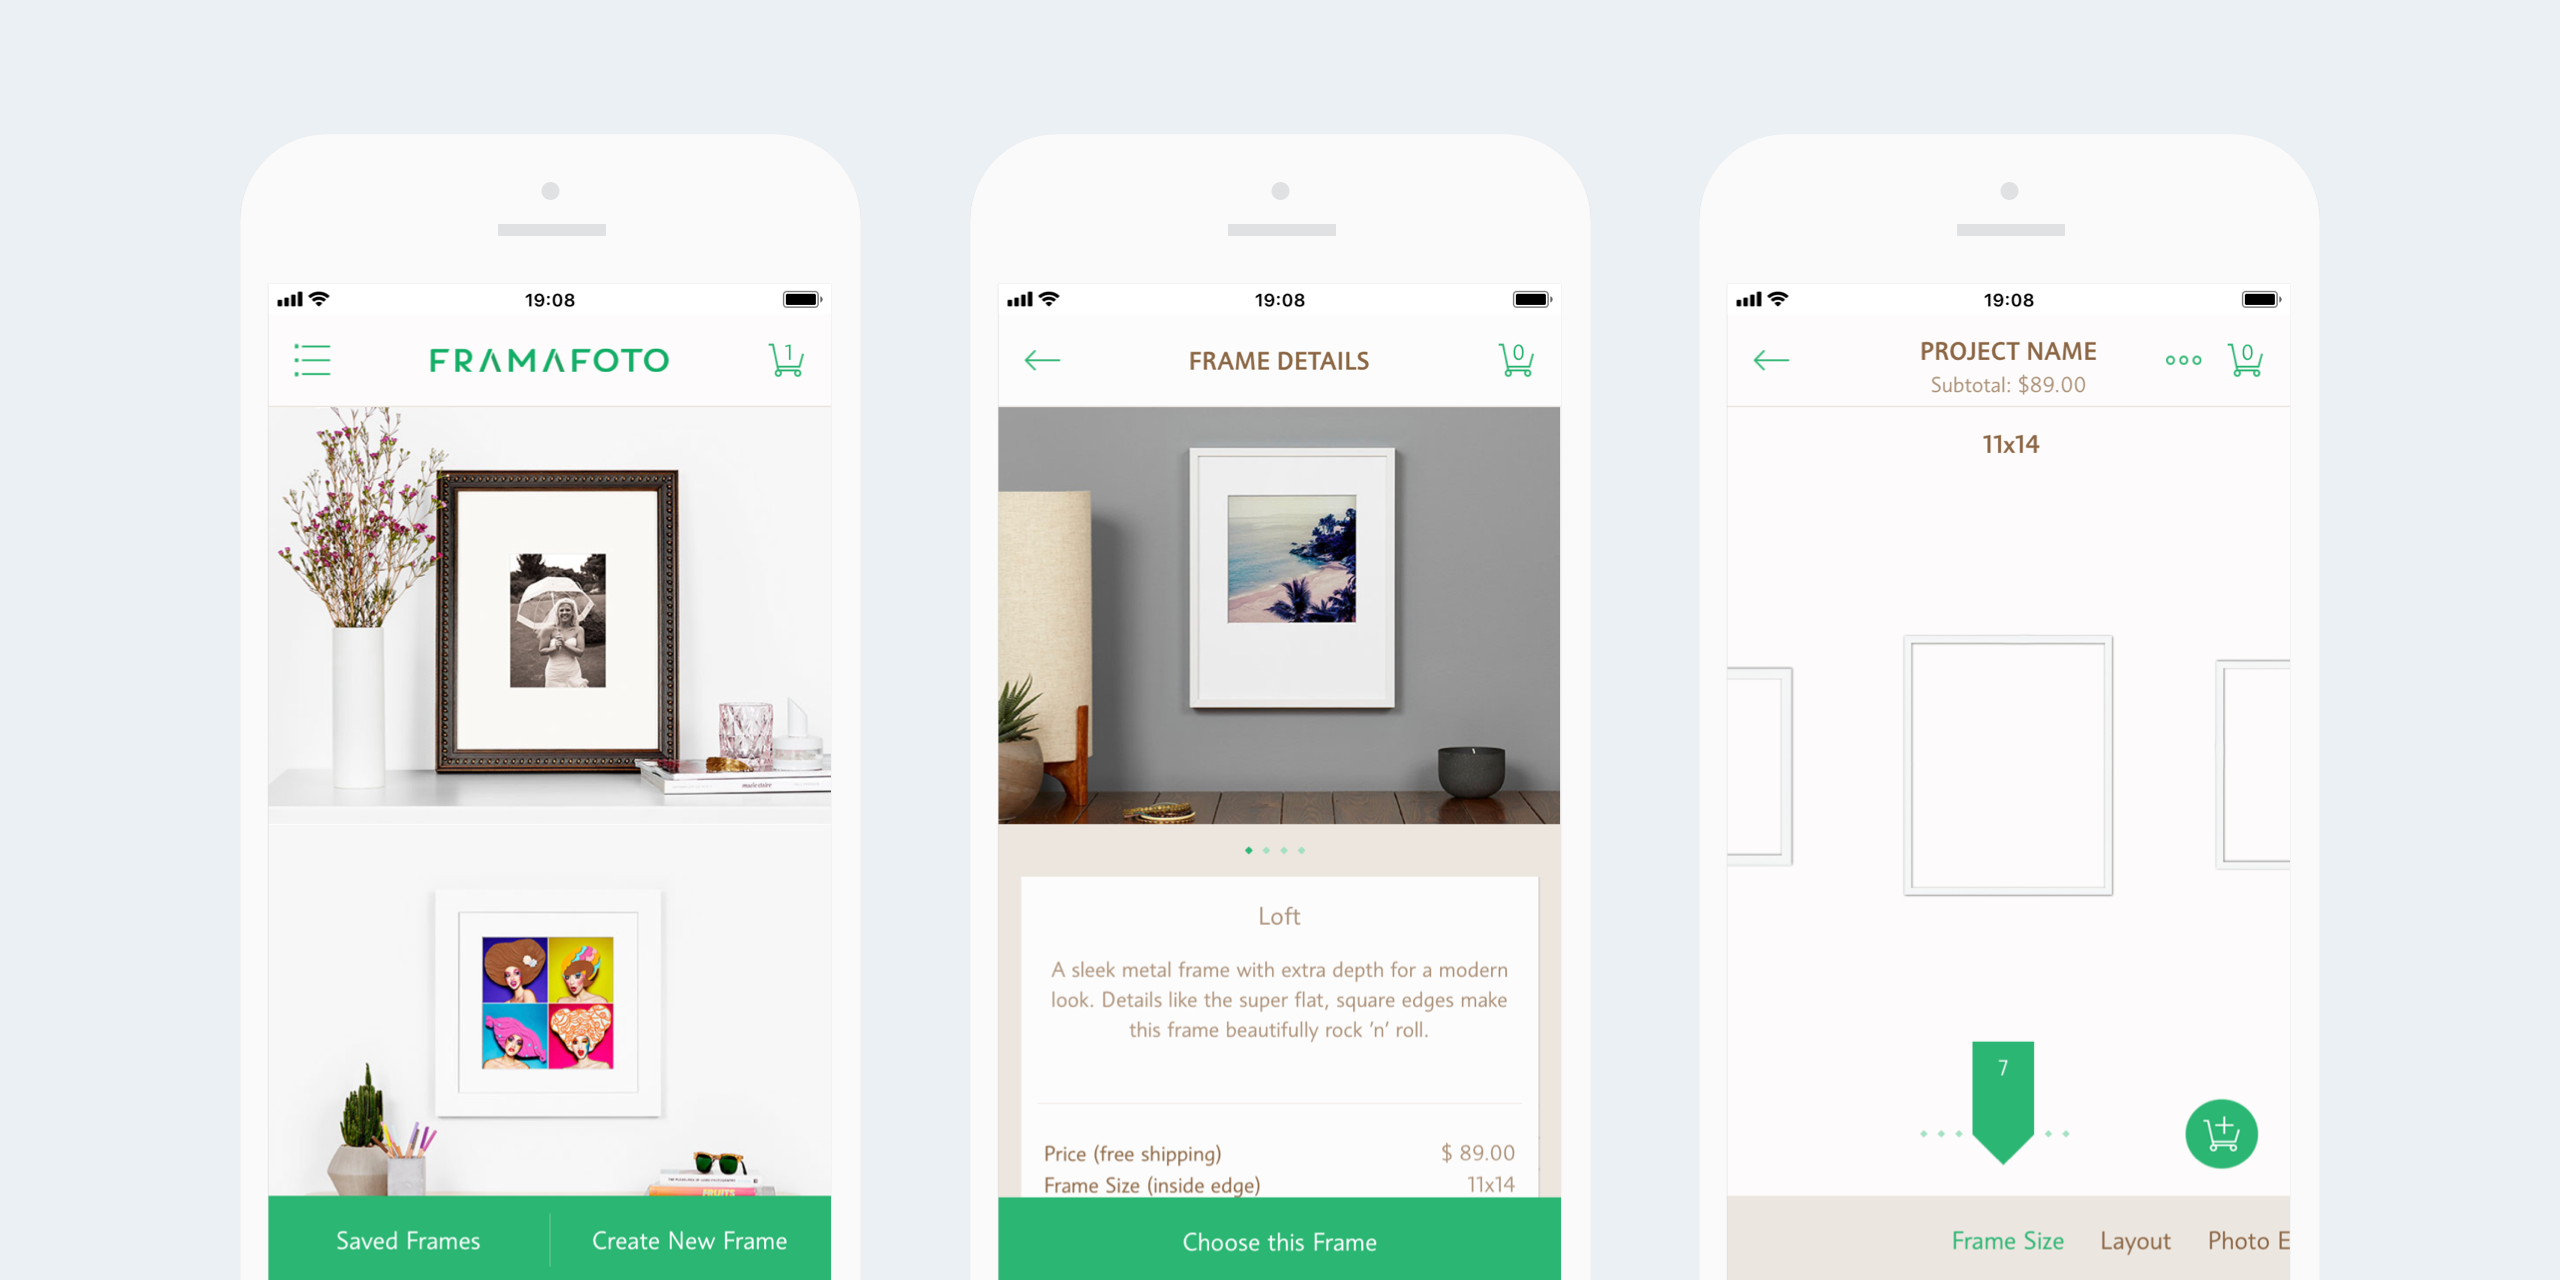 19:08
FRAMAFOTO
1
marie claire
FRUITS
Saved Frames
Create New Frame
19:08
FRAME DETAILS
0
Loft
A sleek metal frame with extra depth for a modern
look. Details like the super flat, square edges make
this frame beautifully rock ’n’ roll.
Price (free shipping)
$ 89.00
Frame Size (inside edge)
11x14
Choose this Frame
19:08
PROJECT NAME
Subtotal: $89.00
0
11x14
7
Frame Size
Layout
Photo E